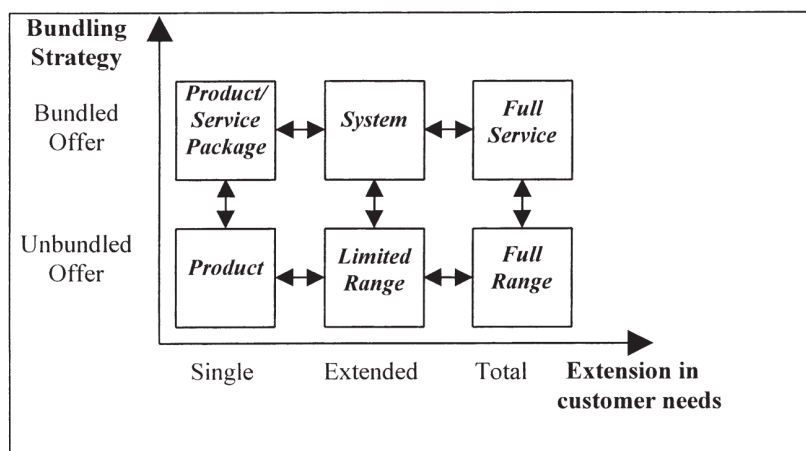 Bundling
Strategy
Bundled
Offer
Product/
Service
Package
System
Full
Service
Unbundled
Offer
Product
Limited
Range
Full
Range
Single
Extended
Total
Extension in
customer needs